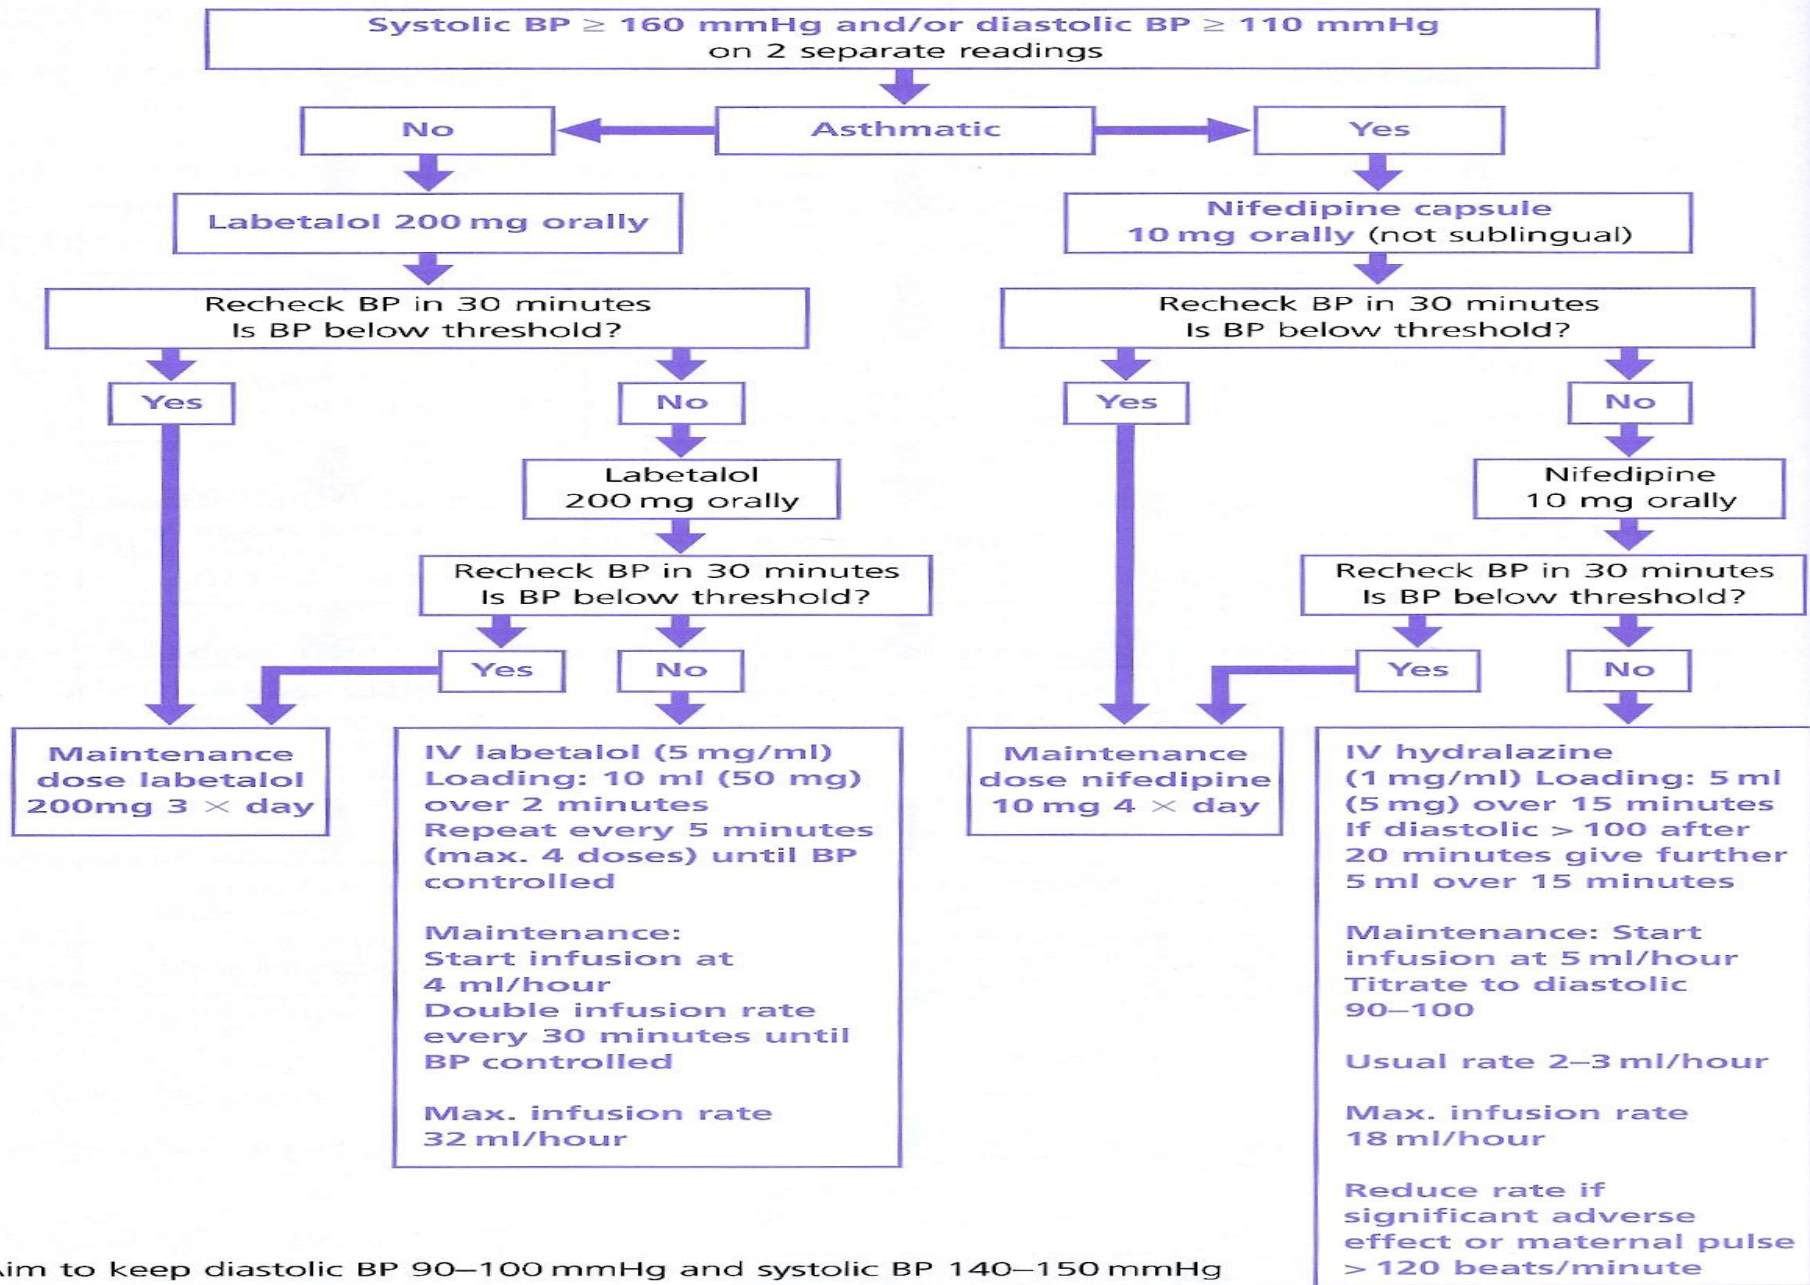 Systolic BP ≥ 160 mmHg and/or diastolic BP ≥ 110 mmHg
on 2 separate readings
No
Asthmatic
Yes
Labetalol 200 mg orally
Nifedipine capsule
10 mg orally (not sublingual)
Recheck BP in 30 minutes
Is BP below threshold?
Recheck BP in 30 minutes
Is BP below threshold?
Yes
No
Yes
No
Labetalol
200 mg orally
Nifedipine
10 mg orally
Recheck BP in 30 minutes
Is BP below threshold?
Recheck BP in 30 minutes
Is BP below threshold?
Yes
No
Yes
No
Maintenance
dose labetalol
200mg 3 × day
IV labetalol (5 mg/ml)
Loading: 10 ml (50 mg)
over 2 minutes
Repeat every 5 minutes
(max. 4 doses) until BP
controlled
Maintenance:
Start infusion at
4 ml/hour
Double infusion rate
every 30 minutes until
BP controlled
Max. infusion rate
32 ml/hour
Maintenance
dose nifedipine
10 mg 4 × day
IV hydralazine
(1 mg/ml) Loading: 5 ml
(5 mg) over 15 minutes
If diastolic > 100 after
20 minutes give further
5 ml over 15 minutes
Maintenance: Start
infusion at 5 ml/hour
Titrate to diastolic
90–100
Usual rate 2–3 ml/hour
Max. infusion rate
18 ml/hour
Reduce rate if
significant adverse
effect or maternal pulse
> 120 beats/minute
Aim to keep diastolic BP 90–100 mmHg and systolic BP 140–150 mmHg